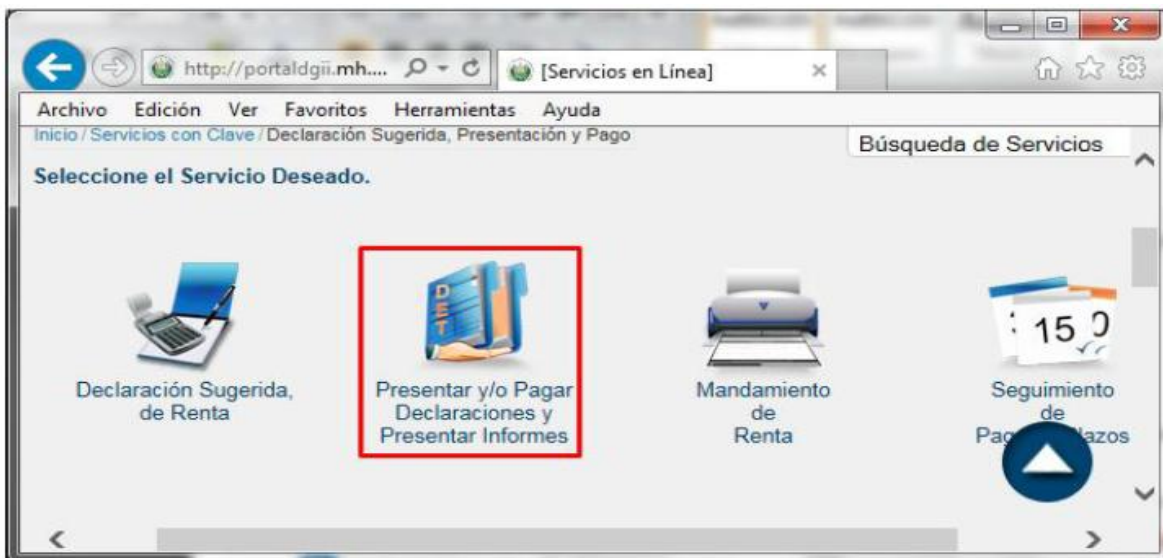 http://portaldgii.mh....
[Servicios en Línea]
Archivo Edición Ver Favoritos Herramientas Ayuda
Inicio / Servicios con Clave / Declaración Sugerida, Presentación y Pago
Búsqueda de Servicios
Seleccione el Servicio Deseado.
Declaración Sugerida,
de Renta
DET
Presentar y/o Pagar
Declaraciones y
Presentar Informes
Mandamiento
de
Renta
15
Seguimiento
de